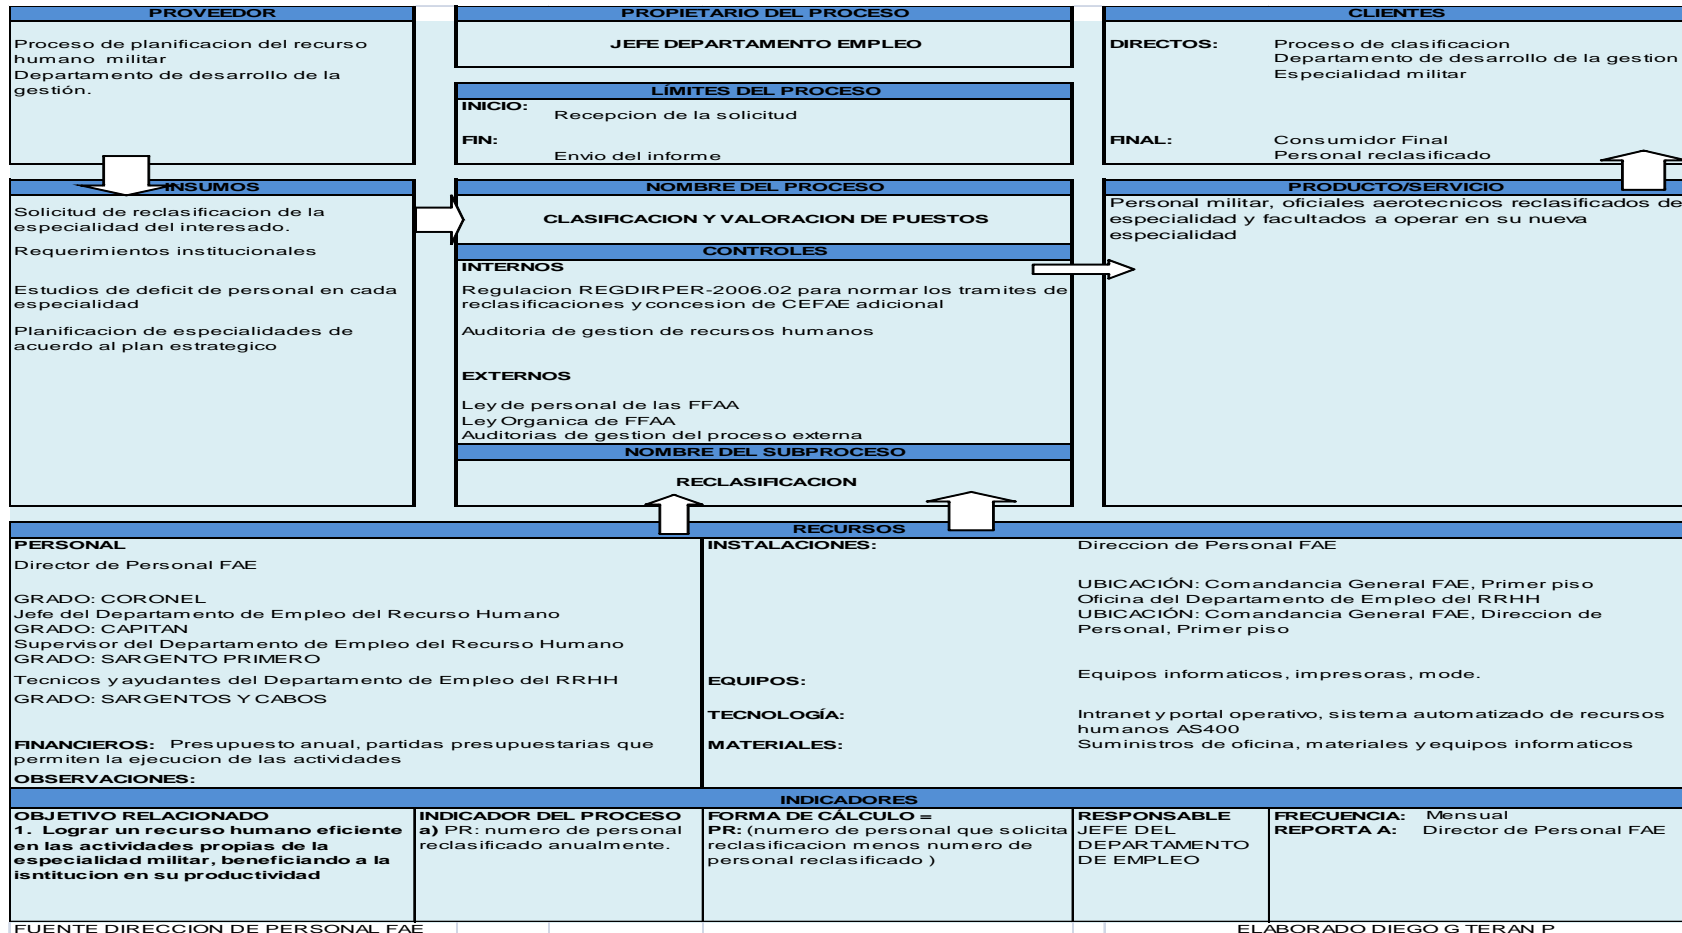 PROVEEDOR
Proceso de planificacion del recurso
humano militar
Departamento de desarrollo de la
gestión.
PROPIETARIO DEL PROCESO
JEFE DEPARTAMENTO EMPLEO
LÍMITES DEL PROCESO
INICIO:
Recepcion de la solicitud
FIN:
Envio del informe
CLIENTES
DIRECTOS: Proceso de clasificacion
Departamento de desarrollo de la gestion
Especialidad militar
FINAL: Consumidor Final
Personal reclasificado
INSUMOS
Solicitud de reclasificacion de la
especialidad del interesado.
Requerimientos institucionales
Estudios de deficit de personal en cada
especialidad
Planificacion de especialidades de
acuerdo al plan estrategico
NOMBRE DEL PROCESO
CLASIFICACION Y VALORACION DE PUESTOS
CONTROLES
INTERNOS
Regulacion REGDIRPER-2006.02 para normar los tramites de
reclasificaciones y concesion de CEFAE adicional
Auditoria de gestion de recursos humanos
EXTERNOS
Ley de personal de las FFAA
Ley Organica de FFAA
Auditorias de gestion del proceso externa
NOMBRE DEL SUBPROCESO
RECLASIFICACION
PRODUCTO/SERVICIO
Personal militar, oficiales aerotecnicos reclasificados de
especialidad y facultados a operar en su nueva
especialidad
RECURSOS
PERSONAL
Director de Personal FAE
GRADO: CORONEL
Jefe del Departamento de Empleo del Recurso Humano
GRADO: CAPITAN
Supervisor del Departamento de Empleo del Recurso Humano
GRADO: SARGENTO PRIMERO
Tecnicos y ayudantes del Departamento de Empleo del RRHH
GRADO: SARGENTOS Y CABOS
FINANCIEROS: Presupuesto anual, partidas presupuestarias que
permiten la ejecucion de las actividades
OBSERVACIONES:
INSTALACIONES: Direccion de Personal FAE
UBICACIÓN: Comandancia General FAE, Primer piso
Oficina del Departamento de Empleo del RRHH
UBICACIÓN: Comandancia General FAE, Direccion de
Personal, Primer piso
EQUIPOS: Equipos informaticos, impresoras, mode.
TECNOLOGÍA: Intranet y portal operativo, sistema automatizado de recursos
humanos AS400
MATERIALES: Suministros de oficina, materiales y equipos informaticos
INDICADORES
OBJETIVO RELACIONADO
1. Lograr un recurso humano eficiente
en las actividades propias de la
especialidad militar, beneficiando a la
isntitucion en su productividad
INDICADOR DEL PROCESO
a) PR: numero de personal
reclasificado anualmente.
FORMA DE CÁLCULO =
PR: (numero de personal que solicita
reclasificacion menos numero de
personal reclasificado )
RESPONSABLE
JEFE DEL
DEPARTAMENTO
DE EMPLEO
FRECUENCIA: Mensual
REPORTA A: Director de Personal FAE
FUENTE DIRECCION DE PERSONAL FAE
ELABORADO DIEGO G TERAN P